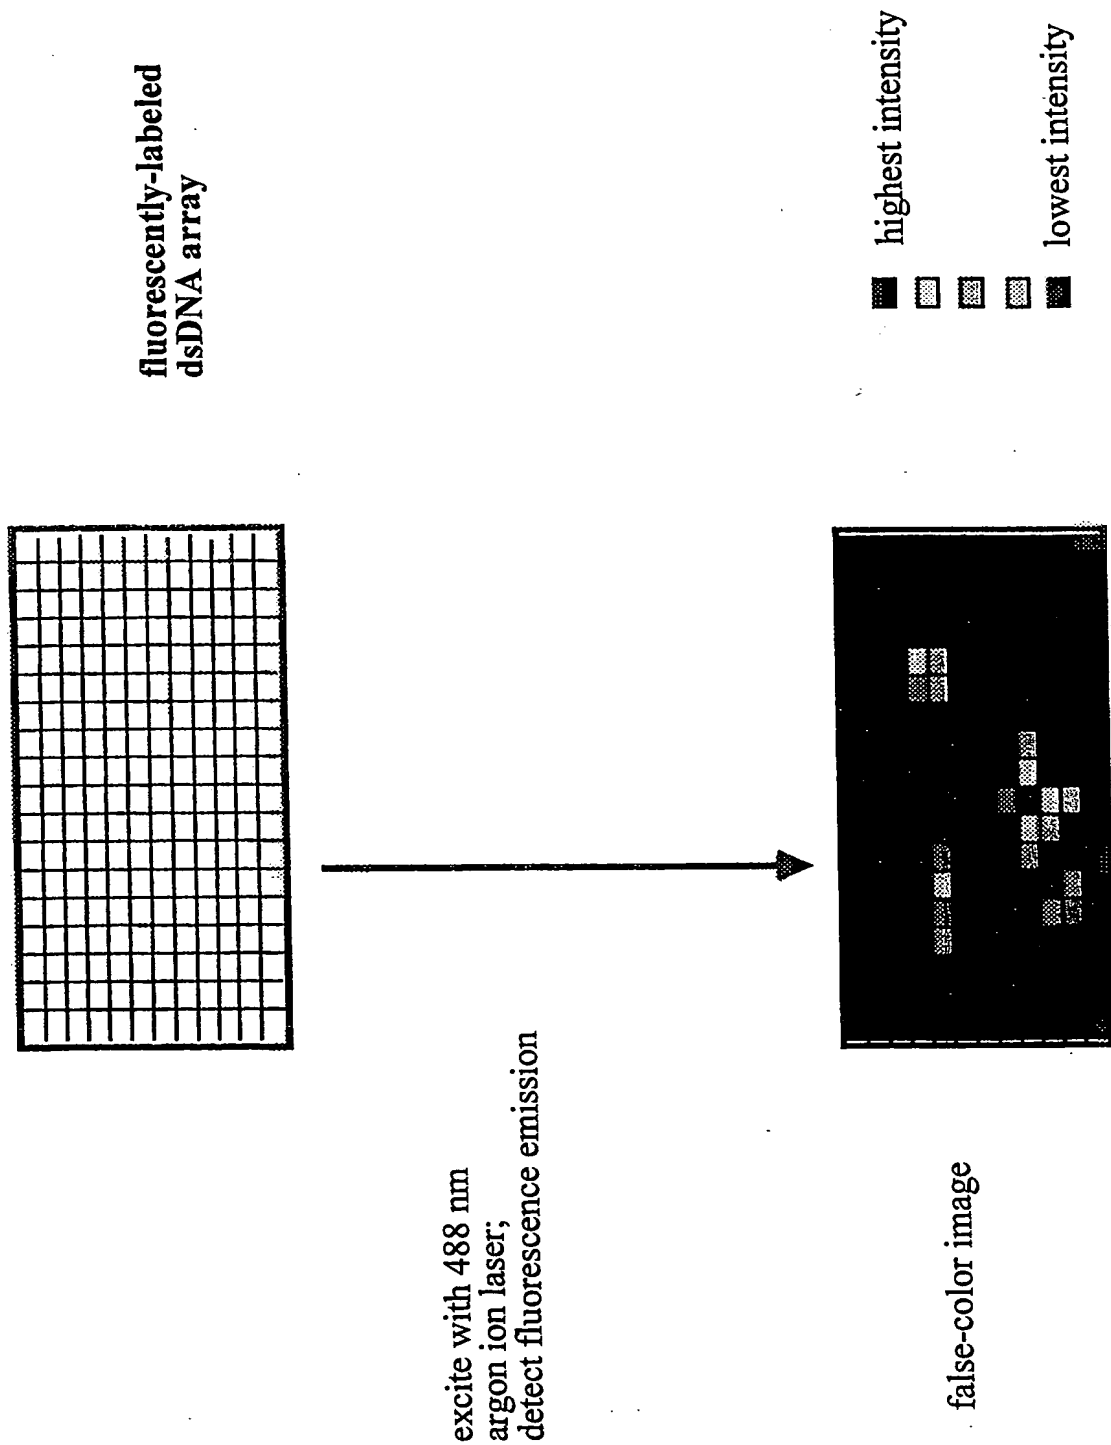 fluorescently-labeled
dsDNA array
excite with 488 nm
argon ion laser;
detect fluorescence emission
false-color image
highest intensity
lowest intensity